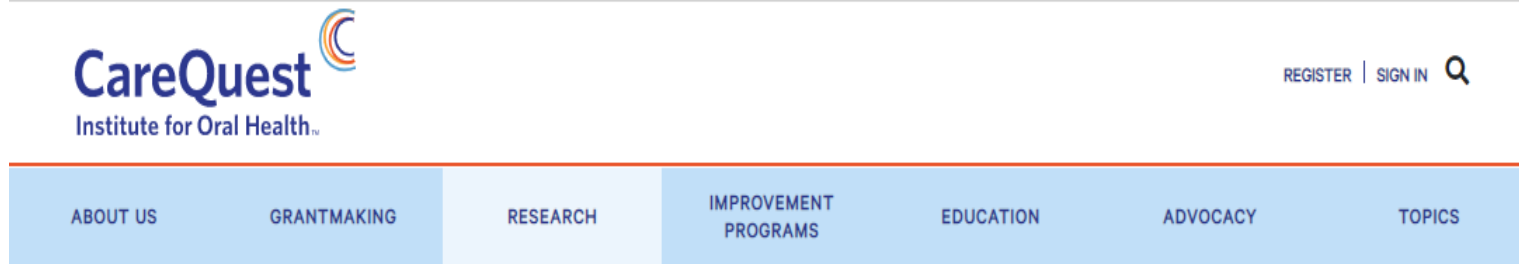 CareQuest
Institute for Oral Health
REGISTER | SIGN IN
ABOUT US
GRANTMAKING
RESEARCH
IMPROVEMENT
PROGRAMS
EDUCATION
ADVOCACY
TOPICS